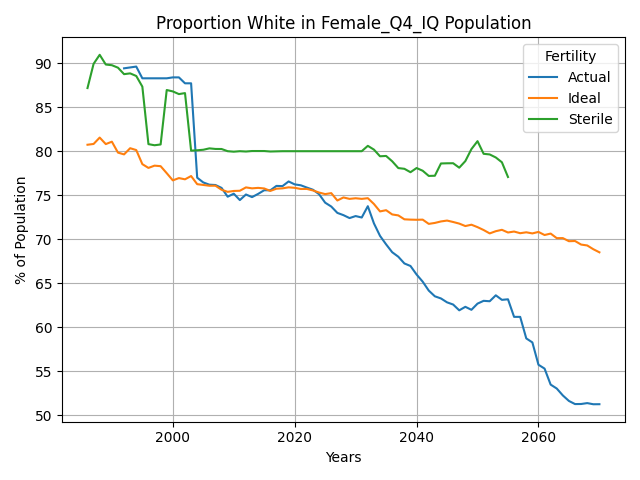 Proportion White in Female_Q4_IQ Population
Fertility
Actual
Ideal
Sterile
% of Population
90
85
80
75
70
65
60
55
50
2000
2020
2040
2060
Years